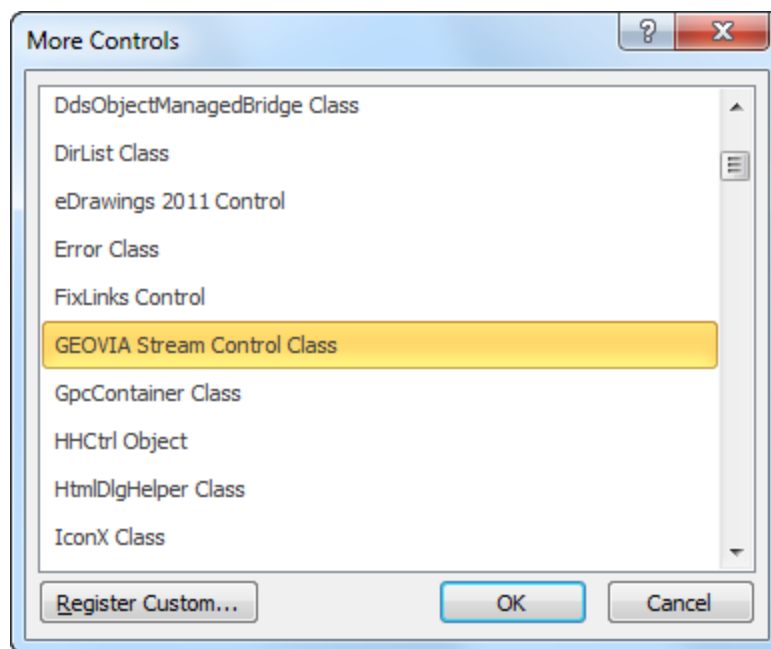 More Controls
DdsObjectManagedBridge Class
DirList Class
eDrawings 2011 Control
Error Class
FixLinks Control
GEOVIA Stream Control Class
GpcContainer Class
HHCtrl Object
HtmlDlgHelper Class
IconX Class
Register Custom... OK Cancel